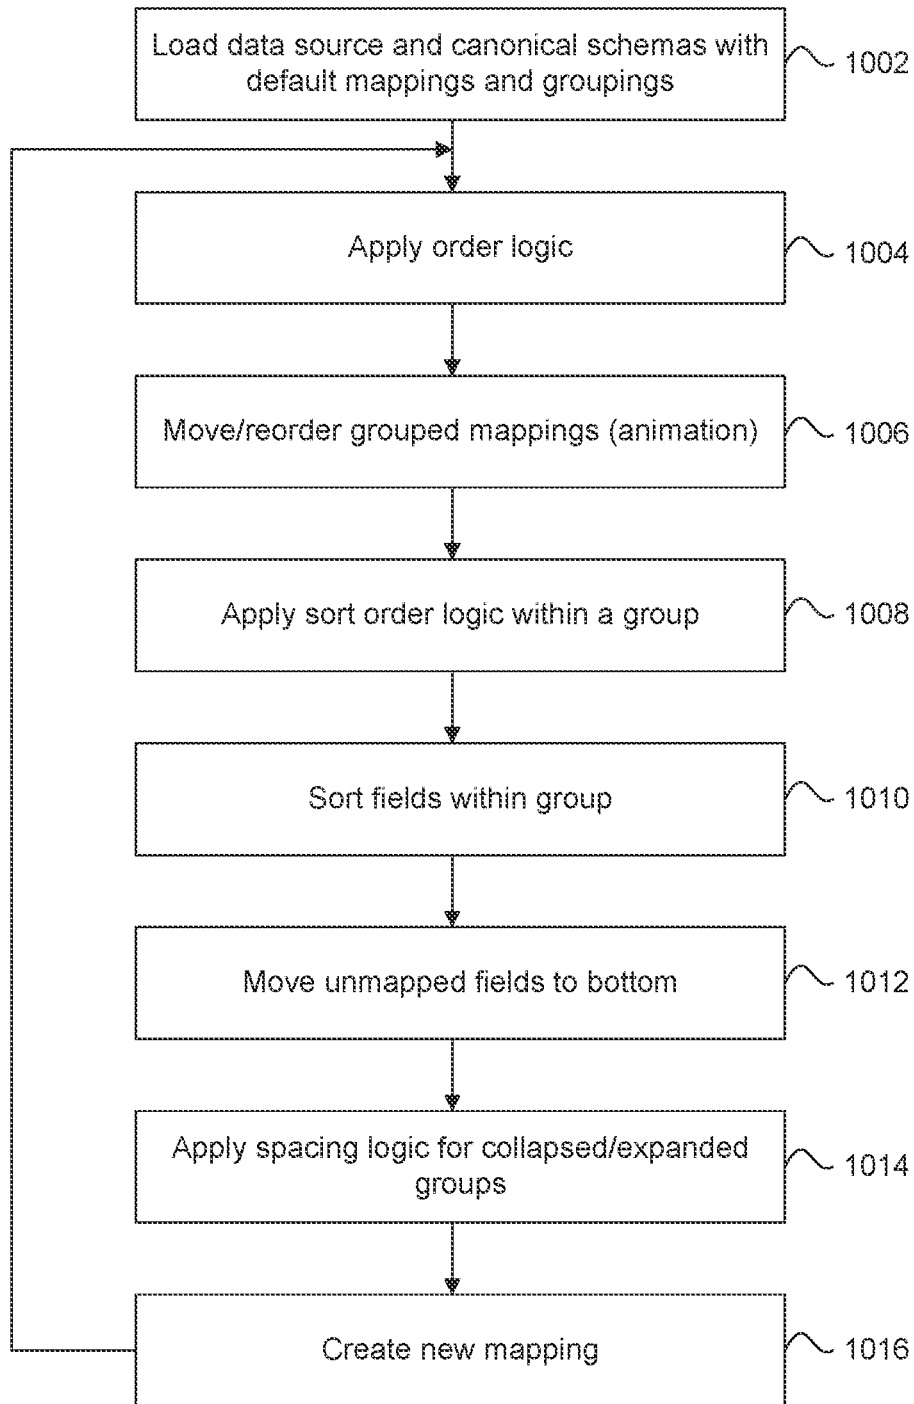 Load data source and canonical schemas with
default mappings and groupings
1002
Apply order logic
1004
Move/reorder grouped mappings (animation)
1006
Apply sort order logic within a group
1008
Sort fields within group
1010
Move unmapped fields to bottom
1012
Apply spacing logic for collapsed/expanded
groups
1014
Create new mapping
1016